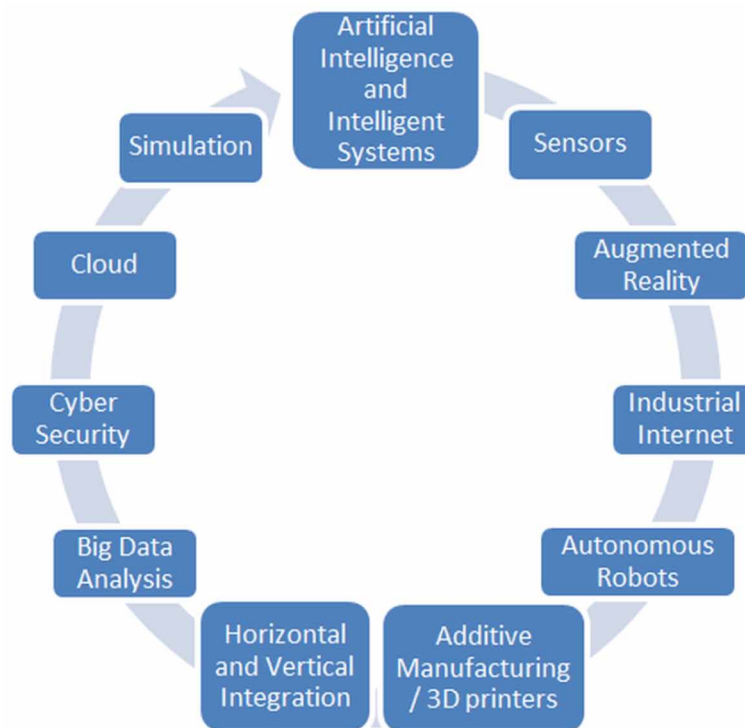 Artificial
Intelligence
and
Intelligent
Systems
Sensors
Augmented
Reality
Industrial
Internet
Autonomous
Robots
Additive
Manufacturing
/ 3D printers
Horizontal
and Vertical
Integration
Big Data
Analysis
Cyber
Security
Cloud
Simulation